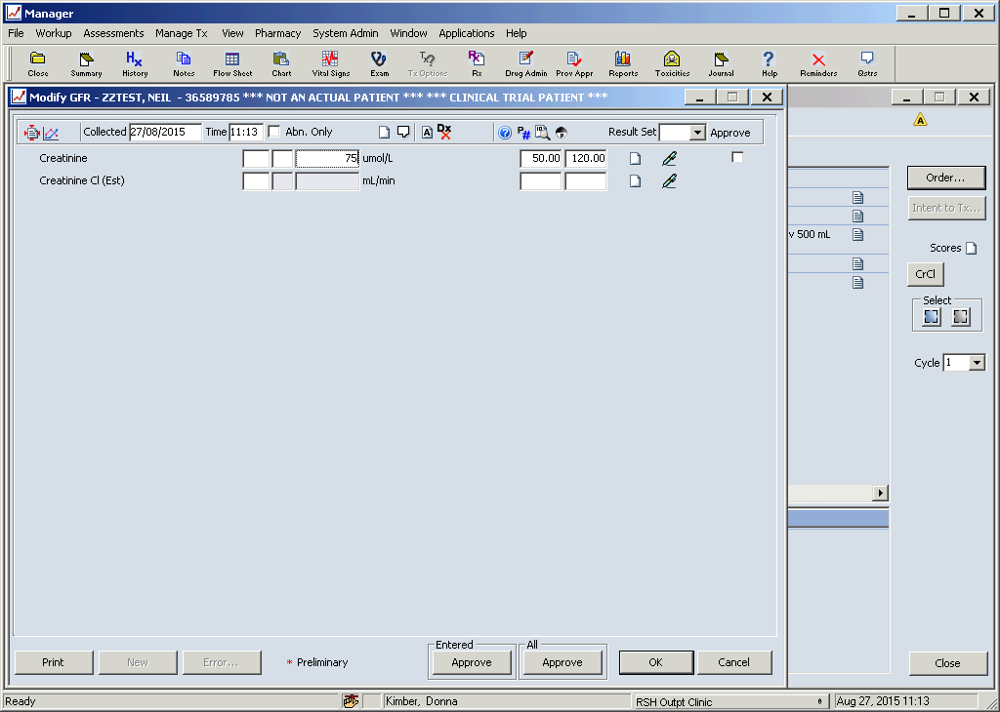 Manager
File Workup Assessments Manage Tx View Pharmacy System Admin Window Applications Help
Close Summary History Notes Flow Sheet Chart Vital Signs Exam Tx Options Rx Drug Admin Prov Appr Reports Toxicities Journal Help Reminders Qstrs
Modify GFR - ZZTEST, NEIL - 36589785 *** NOT AN ACTUAL PATIENT *** *** CLINICAL TRIAL PATIENT ***
Collected 27/08/2015 Time 11:13 Abn. Only Result Set Approve
Creatinine 75 umol/L 50.00 120.00
Creatinine Cl (Est) mL/min
Order...
Intent to Tx...
v 500 mL
Scores
CrCl
Select
Cycle 1
Entered All
Print New Error... * Preliminary Approve Approve OK Cancel Close
Ready Kimber, Donna RSH Outpt Clinic Aug 27, 2015 11:13